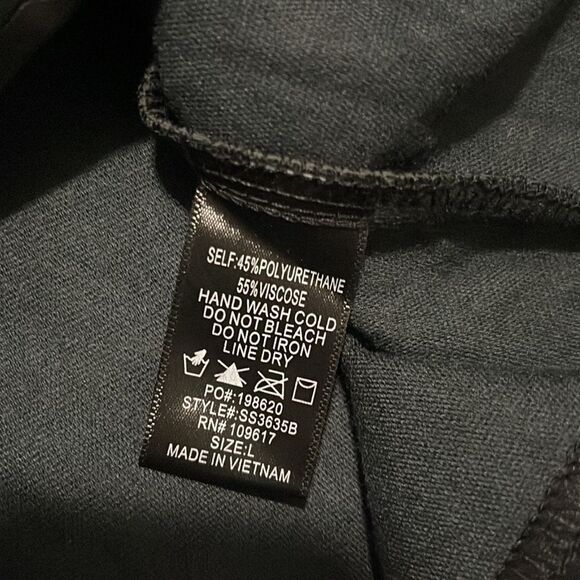 SELF:45%POLYURETHANE
55%VISCOSE
HAND WASH COLD
DO NOT BLEACH
DO NOT IRON
LINE DRY
PO#:198620
STYLE#:SS3635B
RN# 109617
SIZE:L
MADE IN VIETNAM